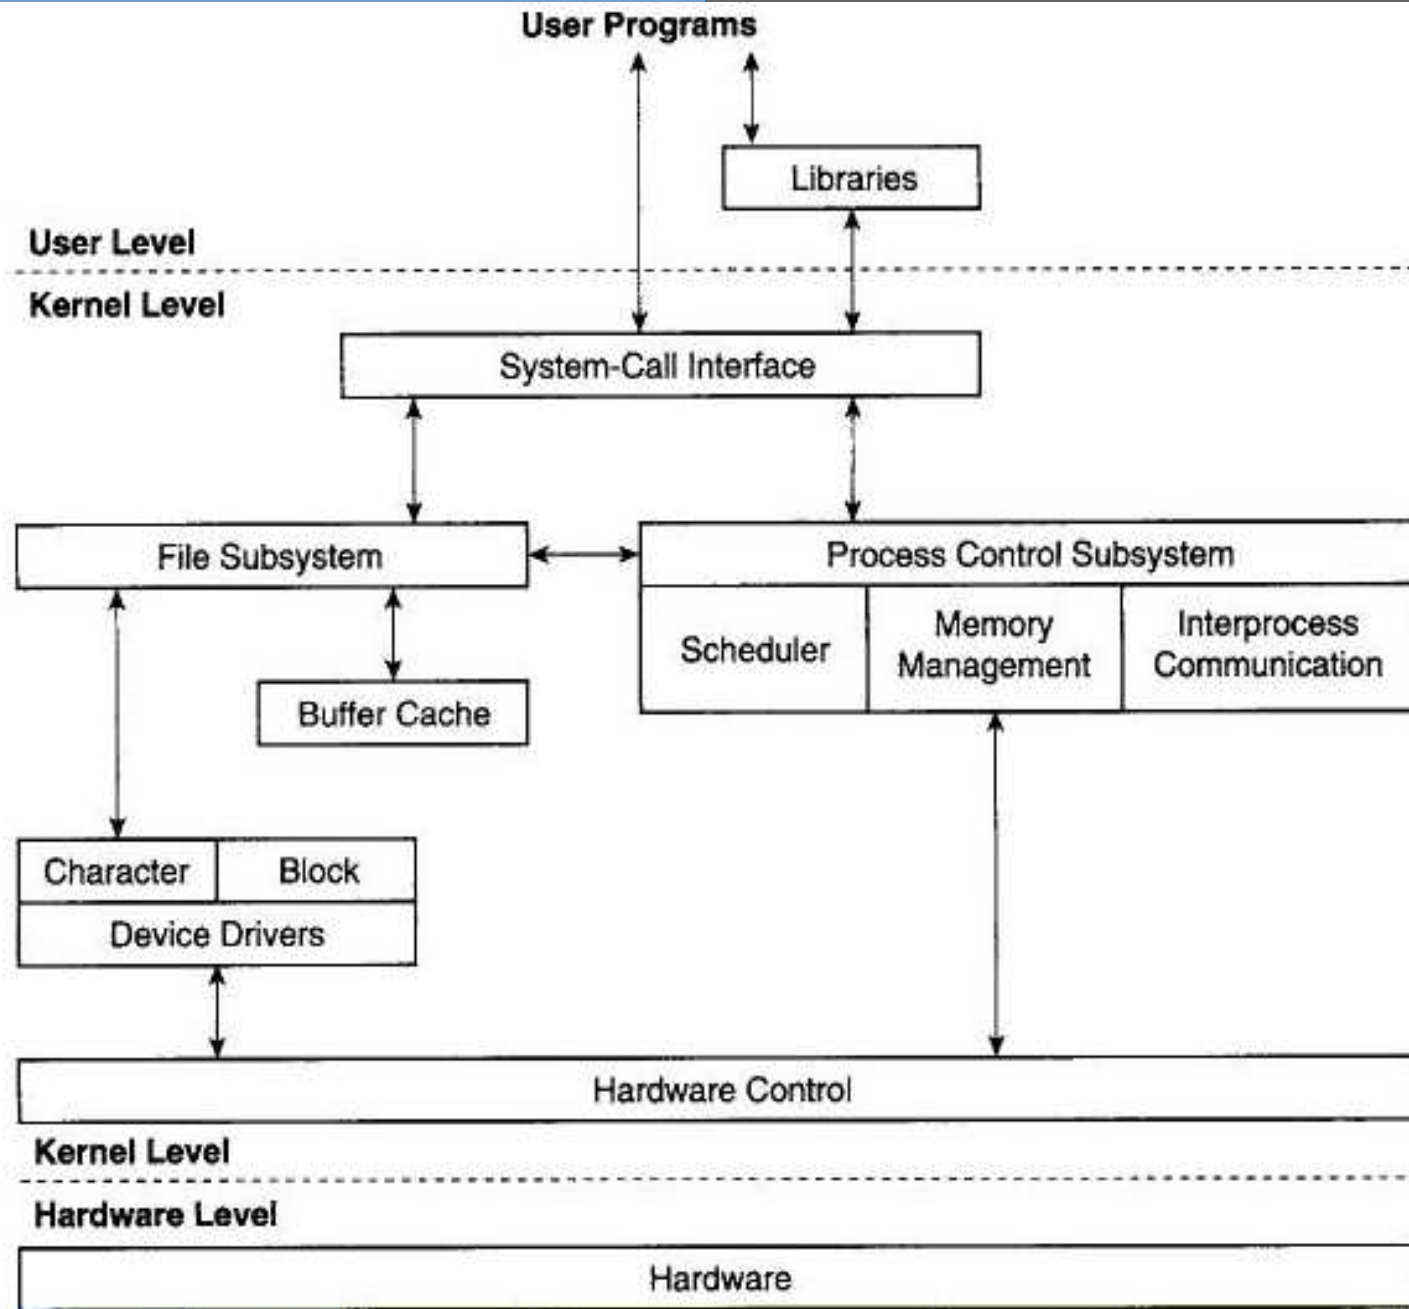 User Programs
Libraries
User Level
Kernel Level
System-Call Interface
File Subsystem
Process Control Subsystem
Scheduler
Memory
Management
Interprocess
Communication
Buffer Cache
Character
Block
Device Drivers
Hardware Control
Kernel Level
Hardware Level
Hardware